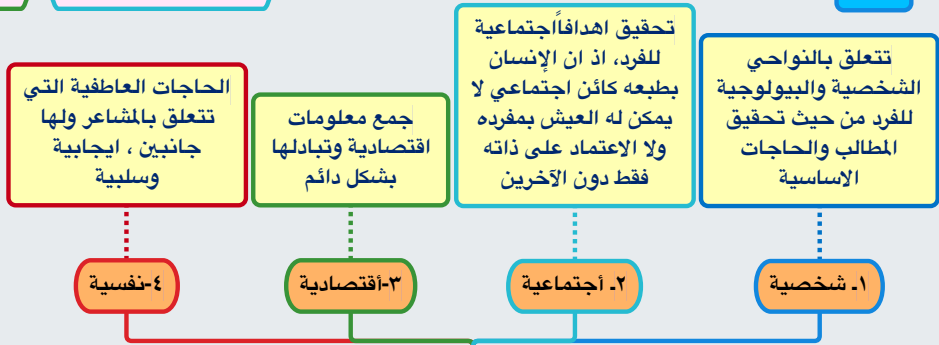 تتعلق بالنواحي
الشخصية والبيولوجية
للفرد من حيث تحقيق
المطالب والحاجات
الاساسية
تحقيق اهدافاًاجتماعية
للفرد، اذ ان الإنسان
بطبعه كائن اجتماعي لا
يمكن له العيش بمفرده
ولا الاعتماد على ذاته
فقط دون الآخرين
جمع معلومات
اقتصادية وتبادلها
بشكل دائم
الحاجات العاطفية التي
تتعلق بالمشاعر ولها
جانبين ، ايجابية
وسلبية
١ـ شخصية
٢ـ أجتماعية
٣-أقتصادية
٤-نفسية